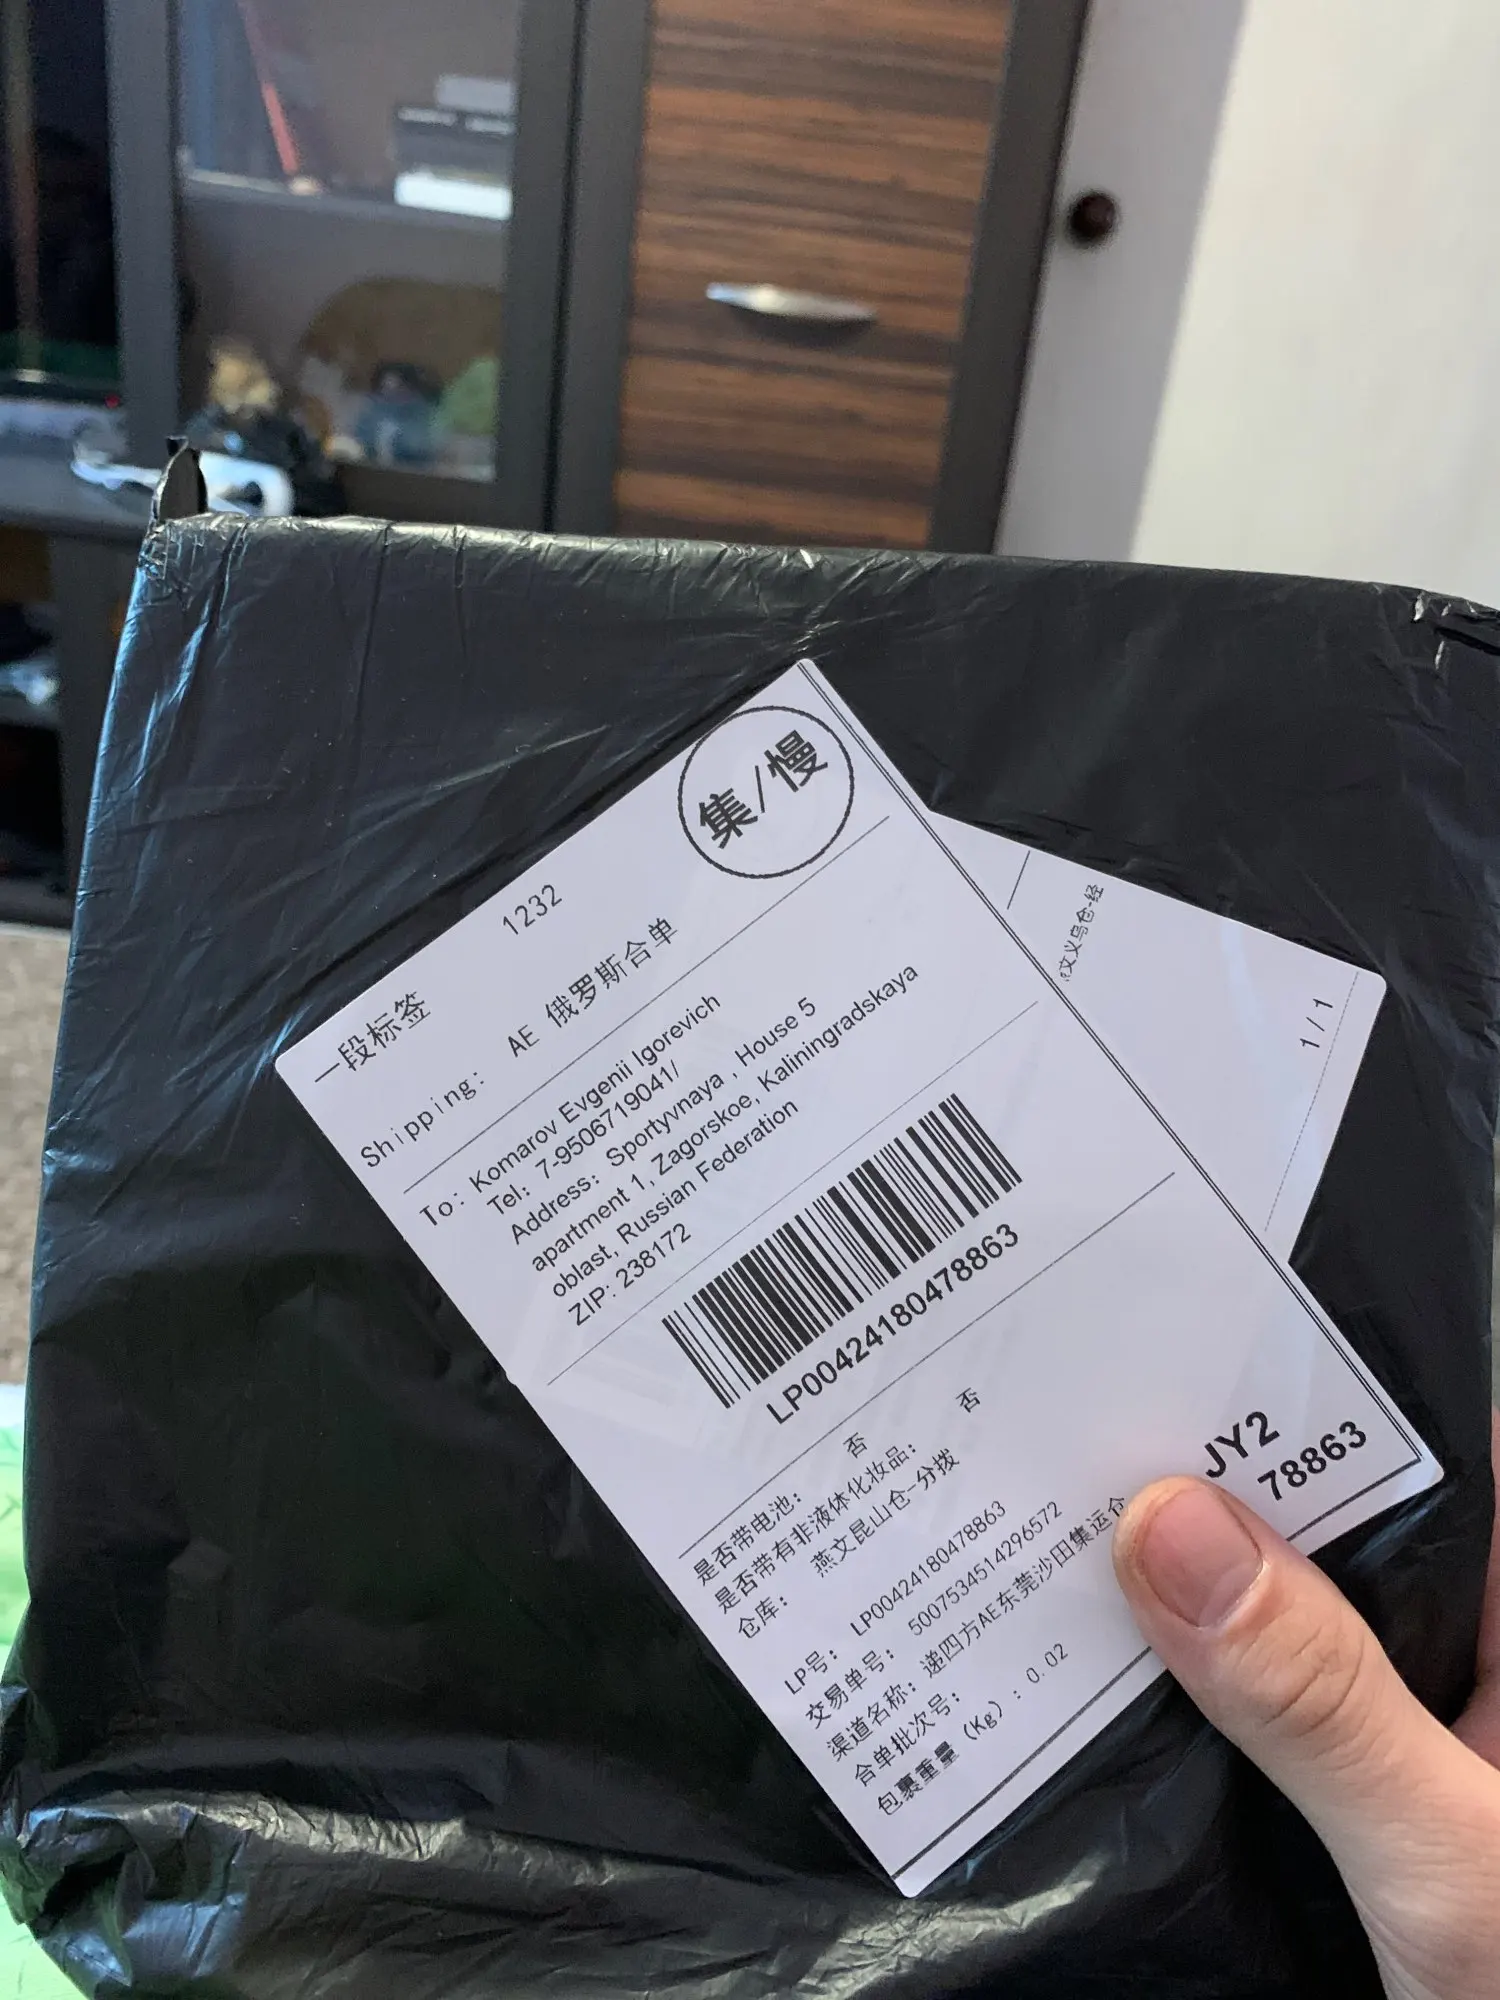 集/慢
一段标签 1232
Shipping: AE 俄罗斯合单
To: Komarov Evgenii Igorevich
Tel: 7-9506719041/
Address: Sportyvnaya , House 5
apartment 1, Zagorskoe, Kaliningradskaya
oblast, Russian Federation
ZIP: 238172
LP00424180478863
是否带电池: 否
是否带有非液体化妆品: 否
仓库: 燕文昆山仓-分拨
LP号: LP00424180478863
交易单号: 5007534514296572
渠道名称: 递四方AE东莞沙田集运仓
合单批次号:
包裹重量 (Kg) : 0.02
JY2
78863
文义乌仓-经
1/1